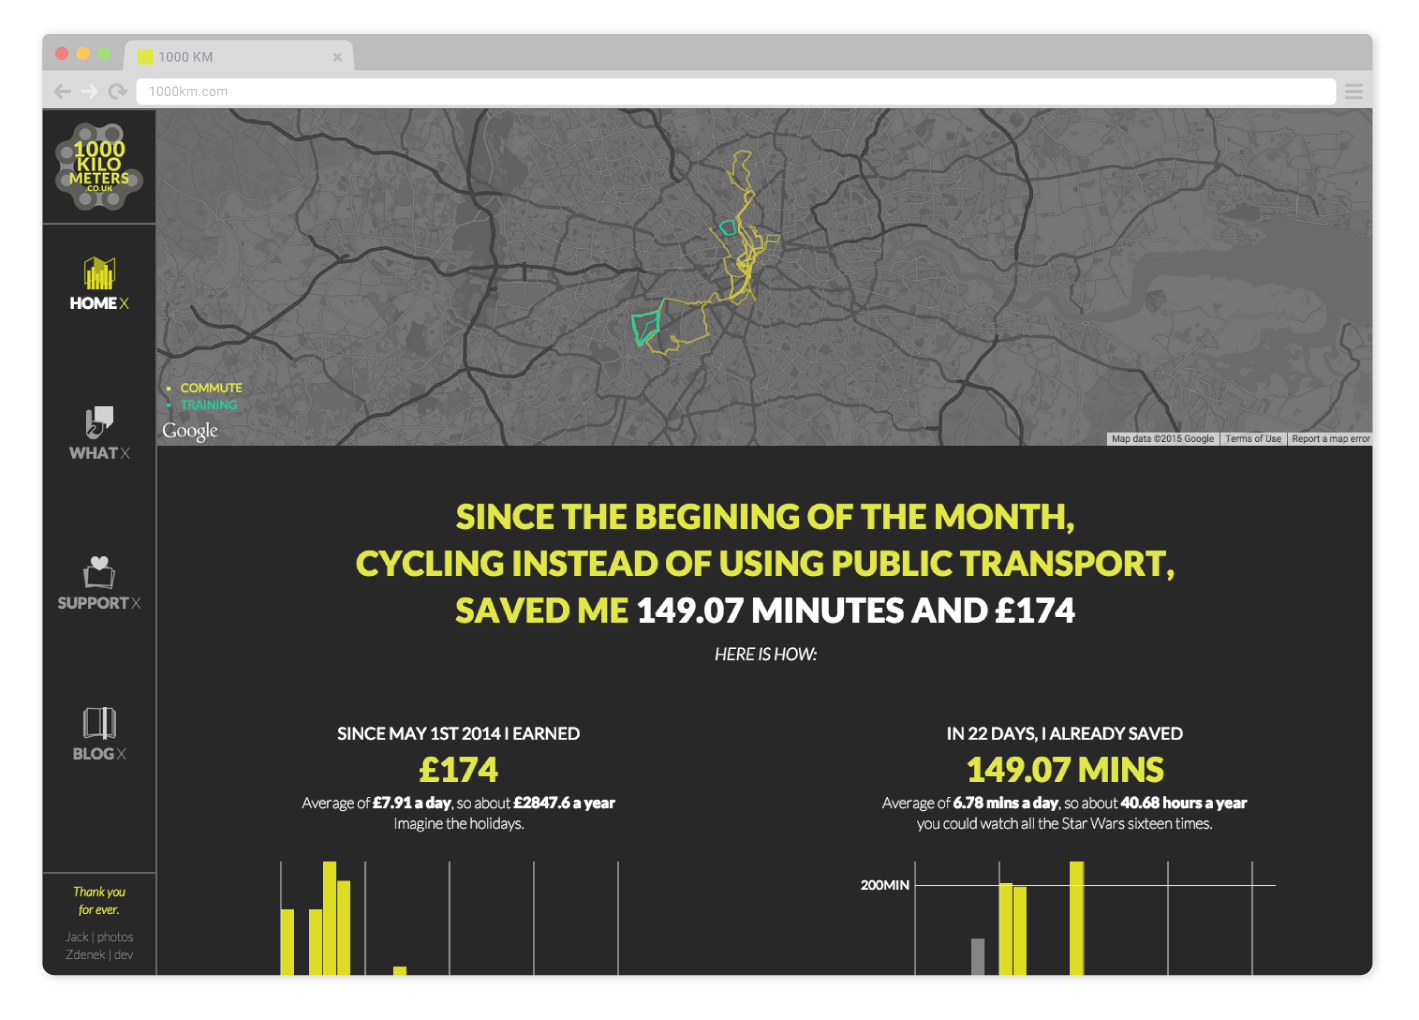 1000 KM
1000km.com
1000
KILO
METERS
.CO.UK
HOME X
WHAT X
SUPPORT X
BLOG X
Thank you
for ever.
Jack | photos
Zdenek | dev
COMMUTE
TRAINING
Google
Map data ©2015 Google
Terms of Use
Report a map error
SINCE THE BEGINING OF THE MONTH,
CYCLING INSTEAD OF USING PUBLIC TRANSPORT,
SAVED ME 149.07 MINUTES AND £174
HERE IS HOW:
SINCE MAY 1ST 2014 I EARNED
£174
Average of £7.91 a day, so about £2847.6 a year
Imagine the holidays.
IN 22 DAYS, I ALREADY SAVED
149.07 MINS
Average of 6.78 mins a day, so about 40.68 hours a year
you could watch all the Star Wars sixteen times.
200MIN